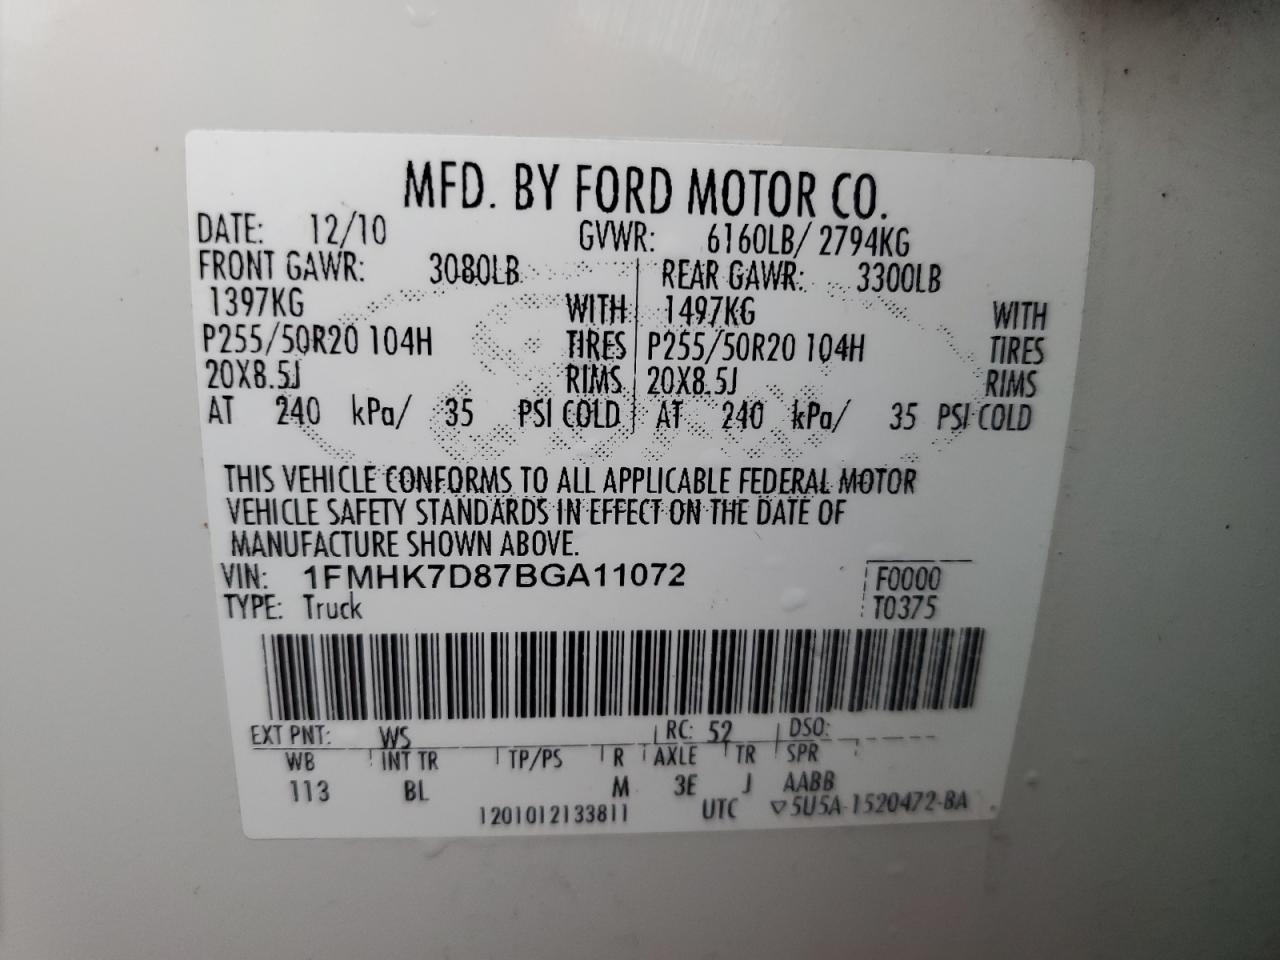 MFD. BY FORD MOTOR CO.
DATE: 12/10 GVWR: 6160LB/ 2794KG
FRONT GAWR: 3080LB REAR GAWR: 3300LB
1397KG WITH 1497KG WITH
P255/50R20 104H TIRES P255/50R20 104H TIRES
20X8.5J RIMS 20X8.5J RIMS
AT 240 kPa/ 35 PSI COLD AT 240 kPa/ 35 PSI COLD
THIS VEHICLE CONFORMS TO ALL APPLICABLE FEDERAL MOTOR
VEHICLE SAFETY STANDARDS IN EFFECT ON THE DATE OF
MANUFACTURE SHOWN ABOVE.
VIN: 1FMHK7D87BGA11072 F0000
TYPE: Truck T0375
EXT PNT: WS RC: 52 DSO:
WB INT TR TP/PS R AXLE TR SPR
113 BL M 3E J AABB
1201012133811 UTC ▽5U5A-1520472-BA